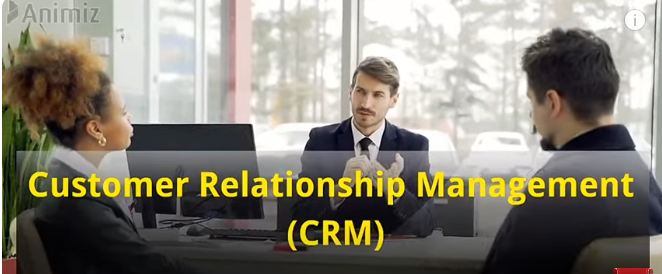 Animiz
Customer Relationship Management
(CRM)